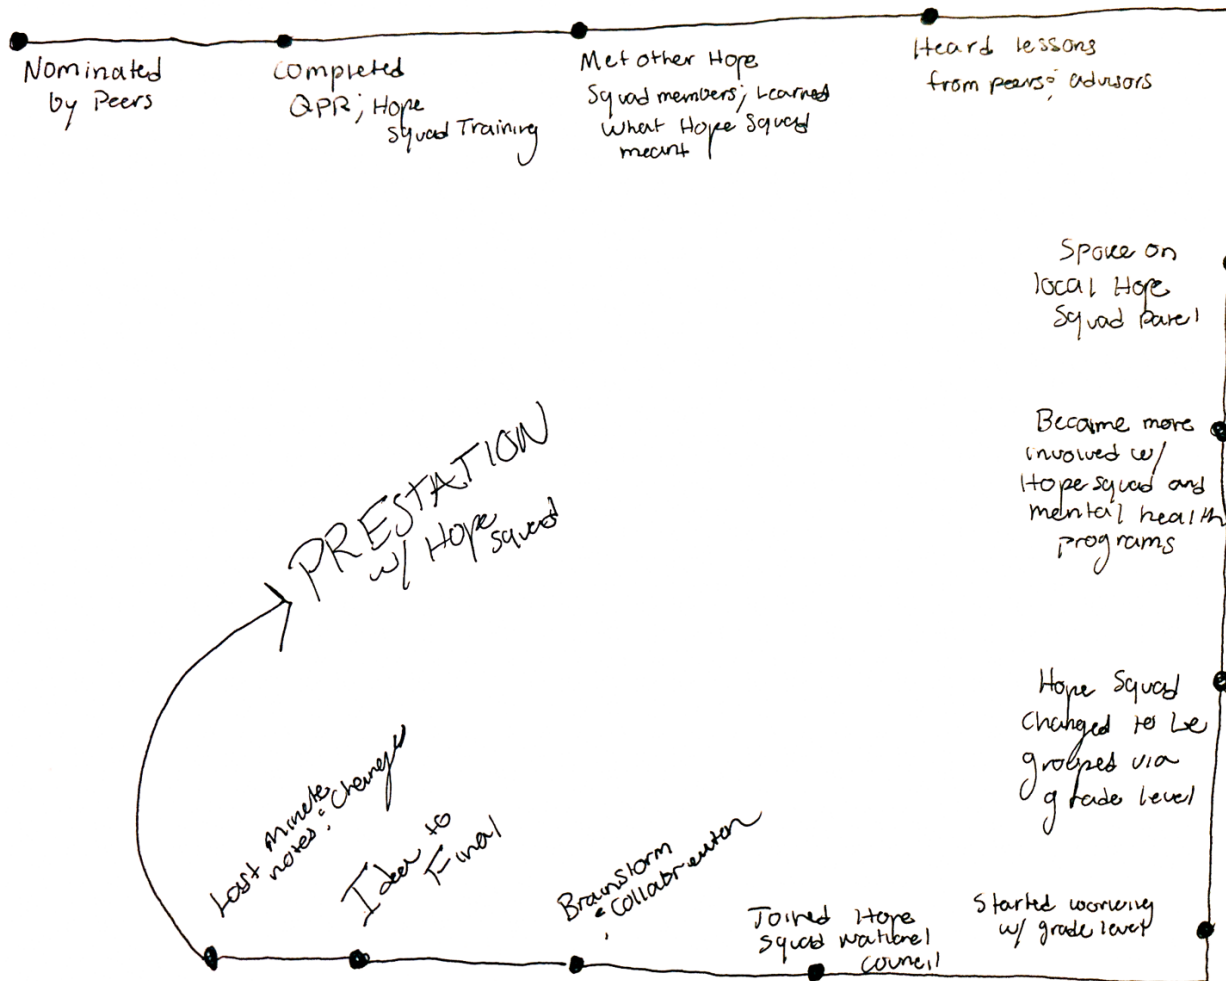 Nominated
by Peers
Completed
QPR; Hope
Squad Training
Met other Hope
Squad members; Learned
what Hope Squad
meant
Heard lessons
from peers & advisors
Spoke on
local Hope
Squad Panel
Became more
involved w/
Hope Squad and
mental health
programs
Hope Squad
Changed to be
grouped via
grade level
Started working
w/ grade level
Joined Hope
Squad National
Council
Brainstorm
& Collaboration
Idea to
Final
Last minute
notes & changes
PRESTATION
w/ Hope
Squad